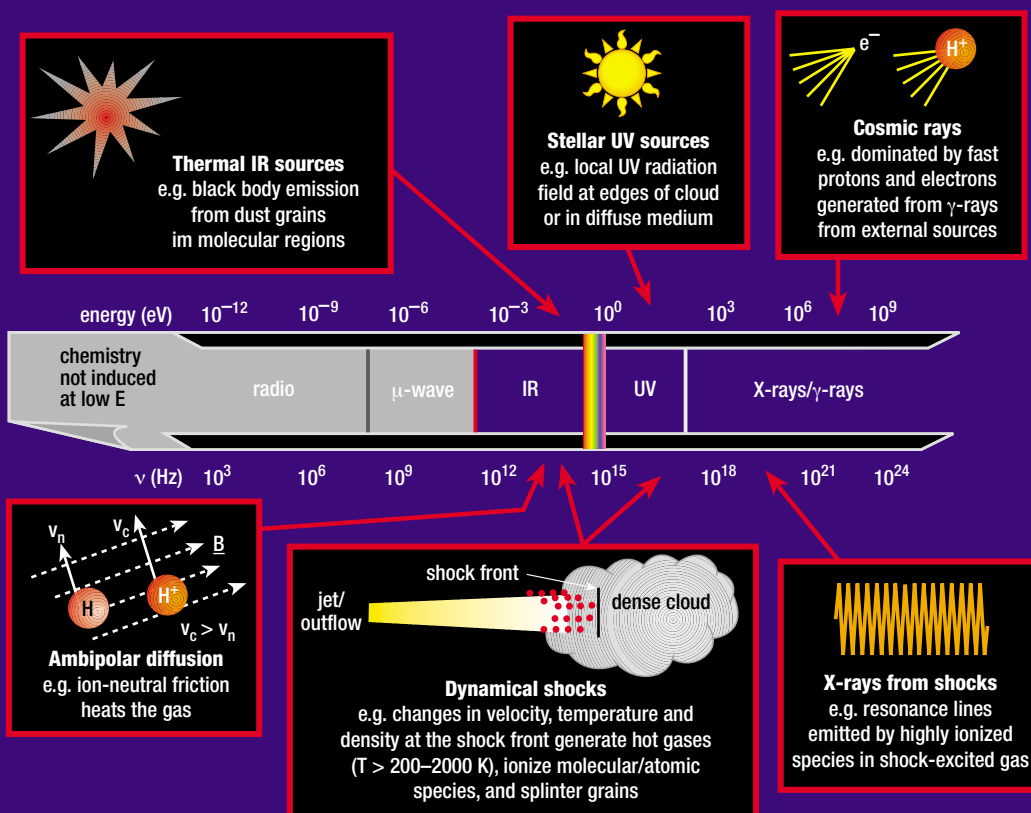 Thermal IR sources
e.g. black body emission
from dust grains
im molecular regions
Stellar UV sources
e.g. local UV radiation
field at edges of cloud
or in diffuse medium
e⁻
H⁺
Cosmic rays
e.g. dominated by fast
protons and electrons
generated from γ-rays
from external sources
energy (eV) 10⁻¹² 10⁻⁹ 10⁻⁶ 10⁻³ 10⁰ 10³ 10⁶ 10⁹
chemistry
not induced
at low E
radio μ-wave IR UV X-rays/γ-rays
ν (Hz) 10³ 10⁶ 10⁹ 10¹² 10¹⁵ 10¹⁸ 10²¹ 10²⁴
vₙ v꜀ B
H H⁺
v꜀ > vₙ
Ambipolar diffusion
e.g. ion-neutral friction
heats the gas
shock front
jet/
outflow
dense cloud
Dynamical shocks
e.g. changes in velocity, temperature and
density at the shock front generate hot gases
(T > 200–2000 K), ionize molecular/atomic
species, and splinter grains
X-rays from shocks
e.g. resonance lines
emitted by highly ionized
species in shock-excited gas